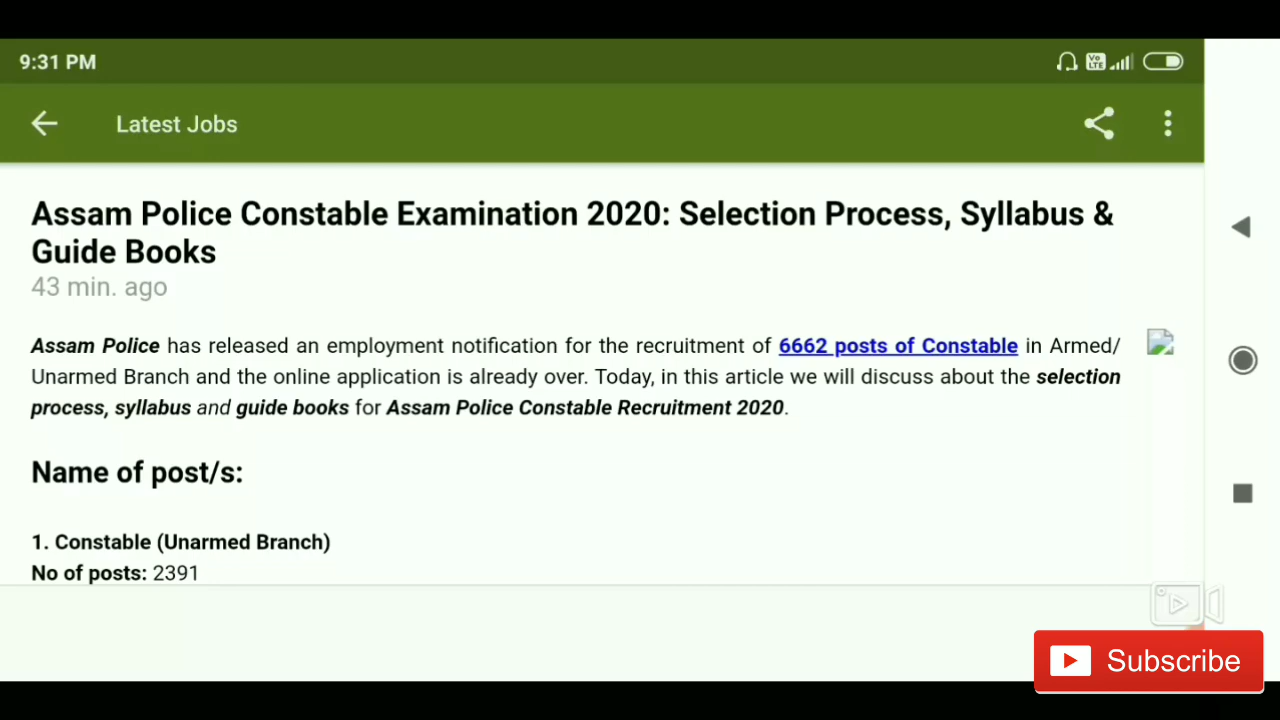 9:31 PM
Vo
LTE
Latest Jobs
Assam Police Constable Examination 2020: Selection Process, Syllabus &
Guide Books
43 min. ago
Assam Police has released an employment notification for the recruitment of 6662 posts of Constable in Armed/
Unarmed Branch and the online application is already over. Today, in this article we will discuss about the selection
process, syllabus and guide books for Assam Police Constable Recruitment 2020.
Name of post/s:
1. Constable (Unarmed Branch)
No of posts: 2391
Subscribe